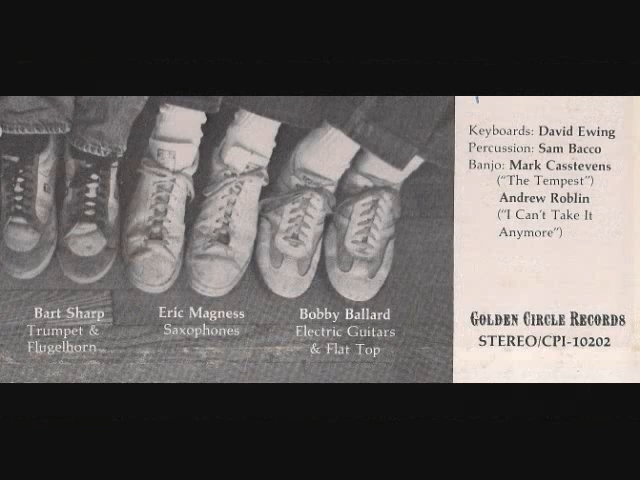 Bart Sharp
Trumpet &
Flugelhorn
Eric Magness
Saxophones
Bobby Ballard
Electric Guitars
& Flat Top
Keyboards: David Ewing
Percussion: Sam Bacco
Banjo: Mark Casstevens
("The Tempest")
Andrew Roblin
("I Can't Take It
Anymore")
GOLDEN CIRCLE RECORDS
STEREO/CPI-10202